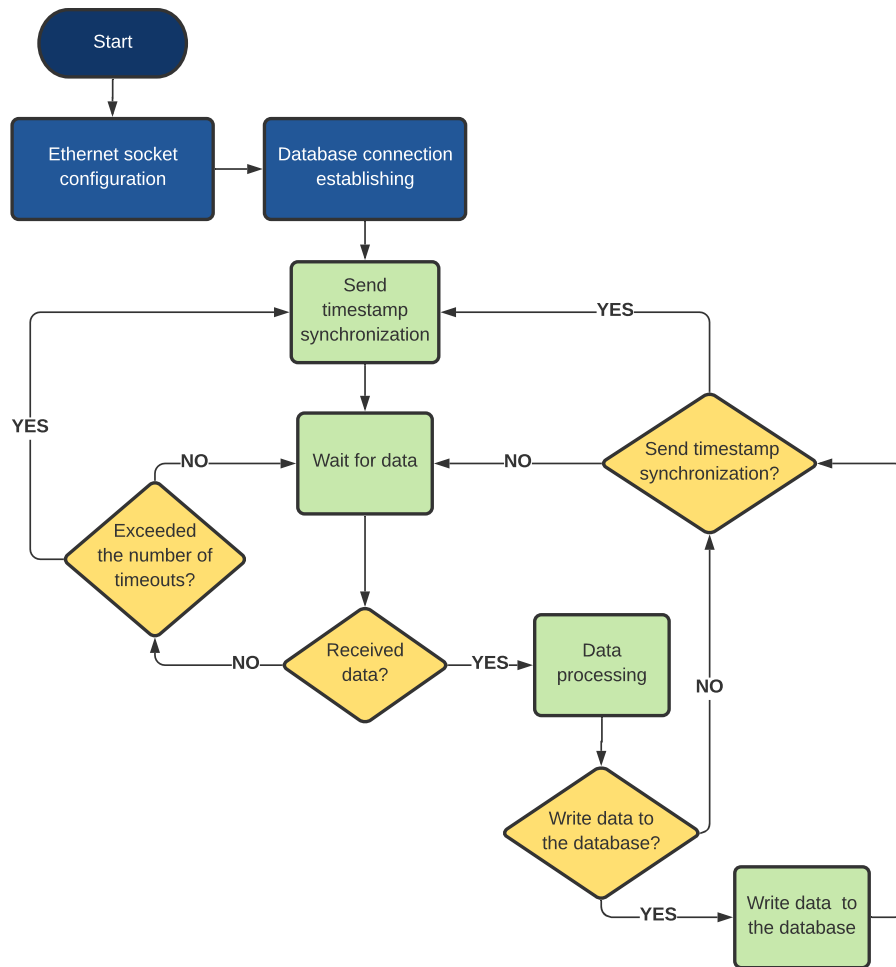 Start
Ethernet socket
configuration
Database connection
establishing
Send
timestamp
synchronization
YES
YES
Wait for data
NO
NO
Send timestamp
synchronization?
Exceeded
the number of
timeouts?
Received
data?
NO
YES
Data
processing
NO
Write data to
the database?
YES
Write data  to
the database